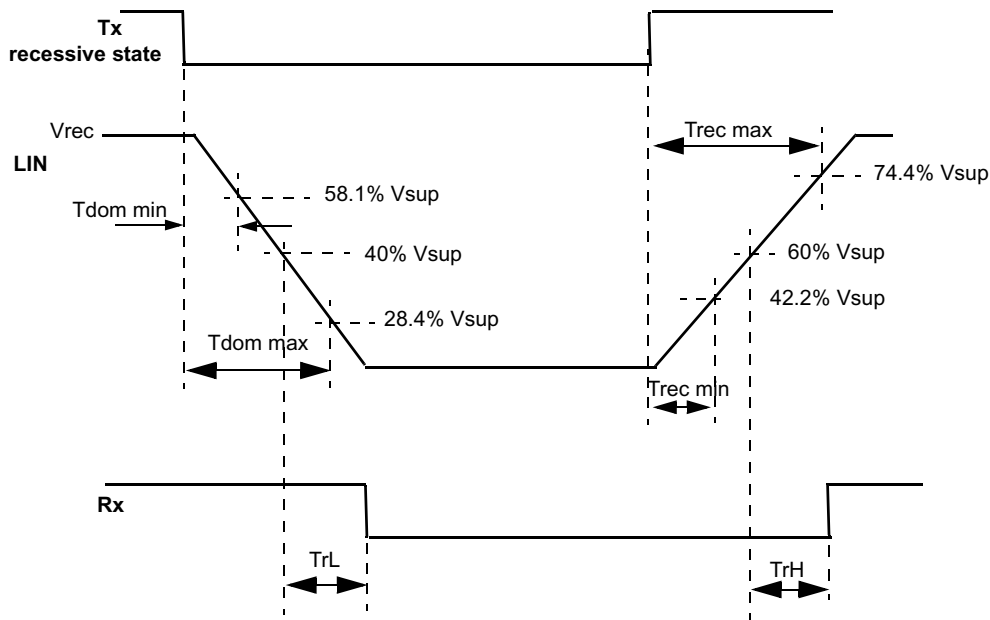 Tx
recessive state
Vrec
LIN
Trec max
74.4% Vsup
58.1% Vsup
Tdom min
40% Vsup
60% Vsup
42.2% Vsup
28.4% Vsup
Tdom max
Trec min
Rx
TrL
TrH